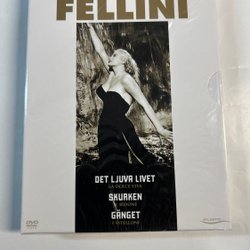 FELLINI
DET LJUVA LIVET
LA DOLCE VITA
SKURKEN
IL BIDONE
GÄNGET
I VITELLONI
DVD